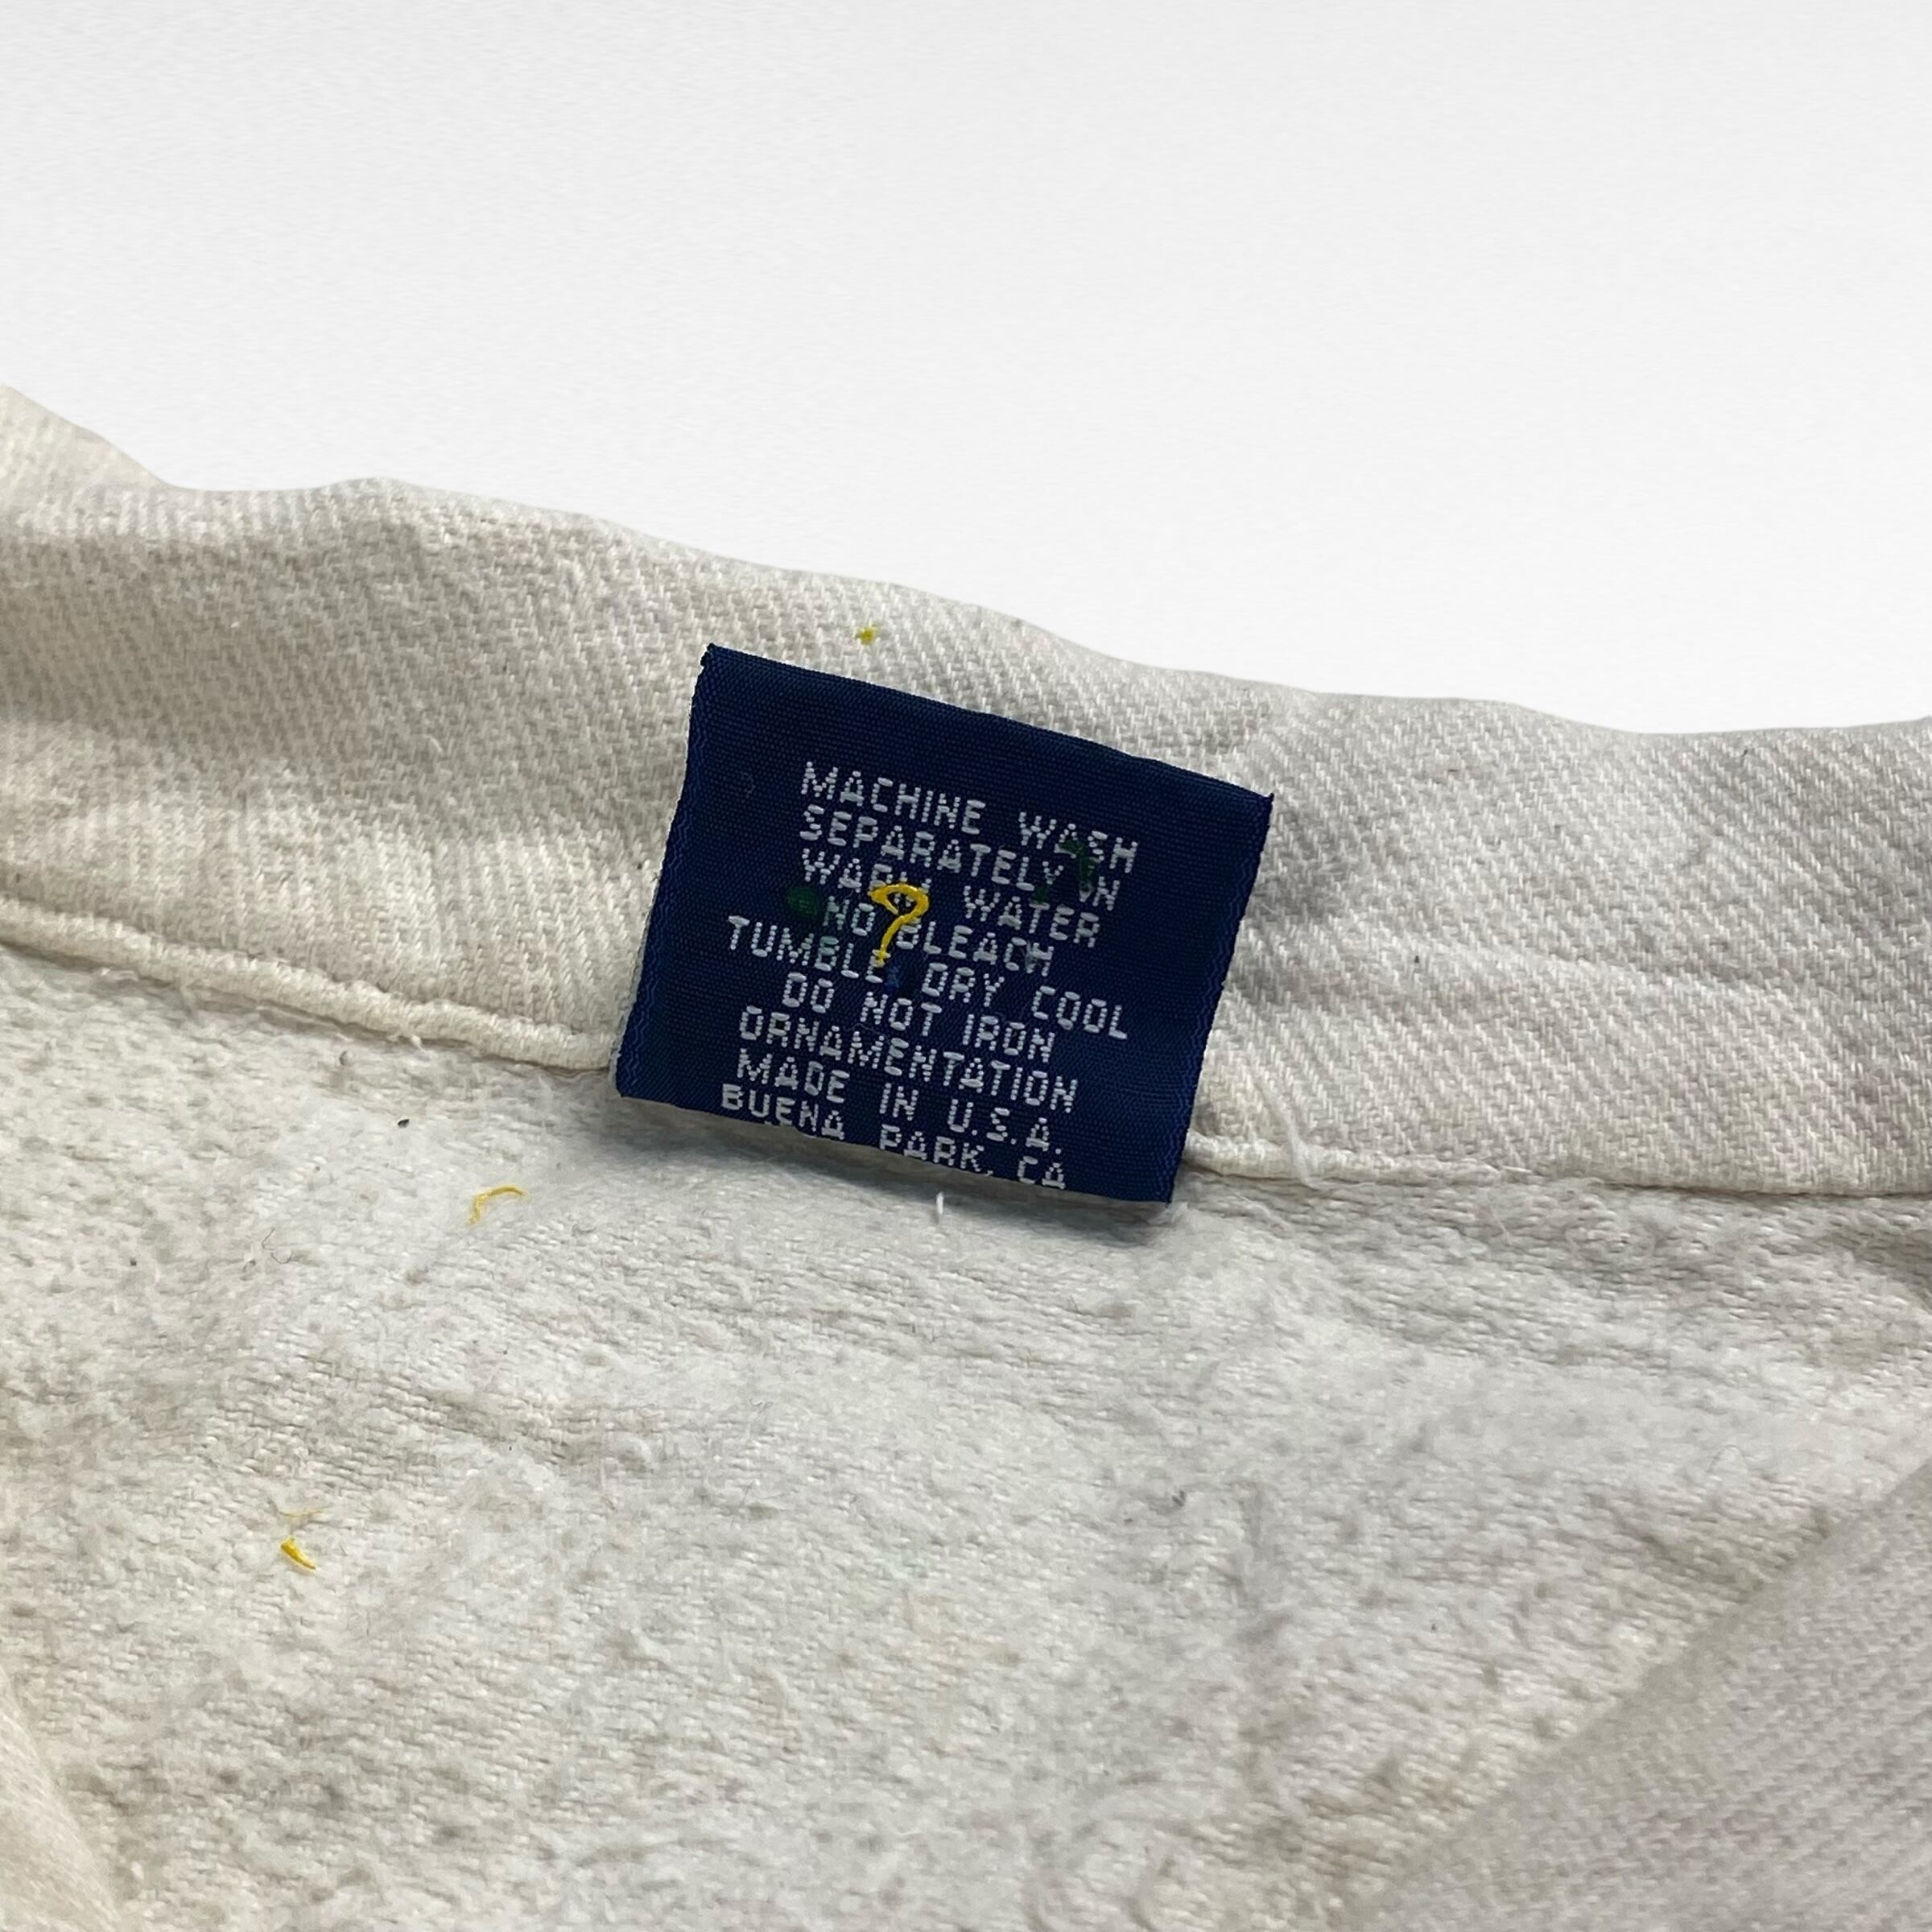 MACHINE WASH
SEPARATELY IN
WARM WATER
NO BLEACH
TUMBLE DRY COOL
DO NOT IRON
ORNAMENTATION
MADE IN U.S.A.
BUENA PARK, CA